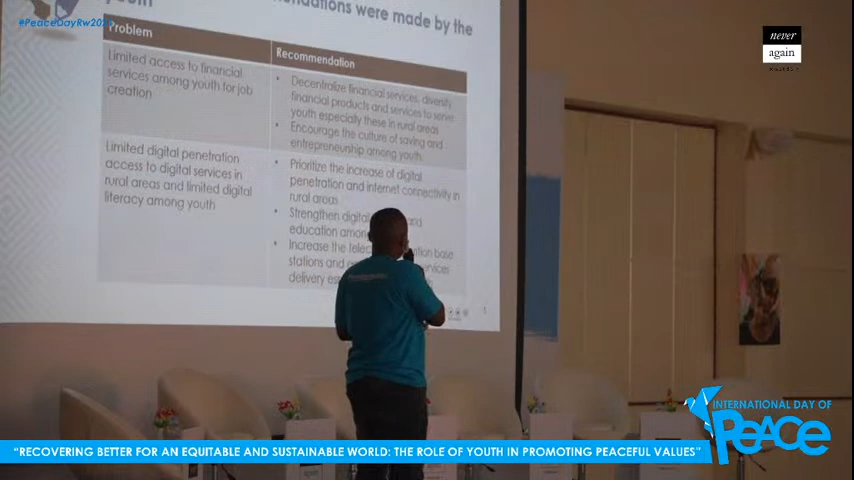 #PeaceDayRw202
youth
ndations were made by the
never
again
Problem
Recommendation
Limited access to financial
services among youth for job
creation
• Decentralize financial services, diversify
financial products and services to serve
youth especially these in rural areas
• Encourage the culture of saving and
entrepreneurship among youth
Limited digital penetration
access to digital services in
rural areas and limited digital
literacy among youth
• Prioritize the increase of digital
penetration and internet connectivity in
rural areas
• Strengthen digital and
education among
• Increase the base
stations and
delivery
INTERNATIONAL DAY OF
PEACE
"RECOVERING BETTER FOR AN EQUITABLE AND SUSTAINABLE WORLD: THE ROLE OF YOUTH IN PROMOTING PEACEFUL VALUES"